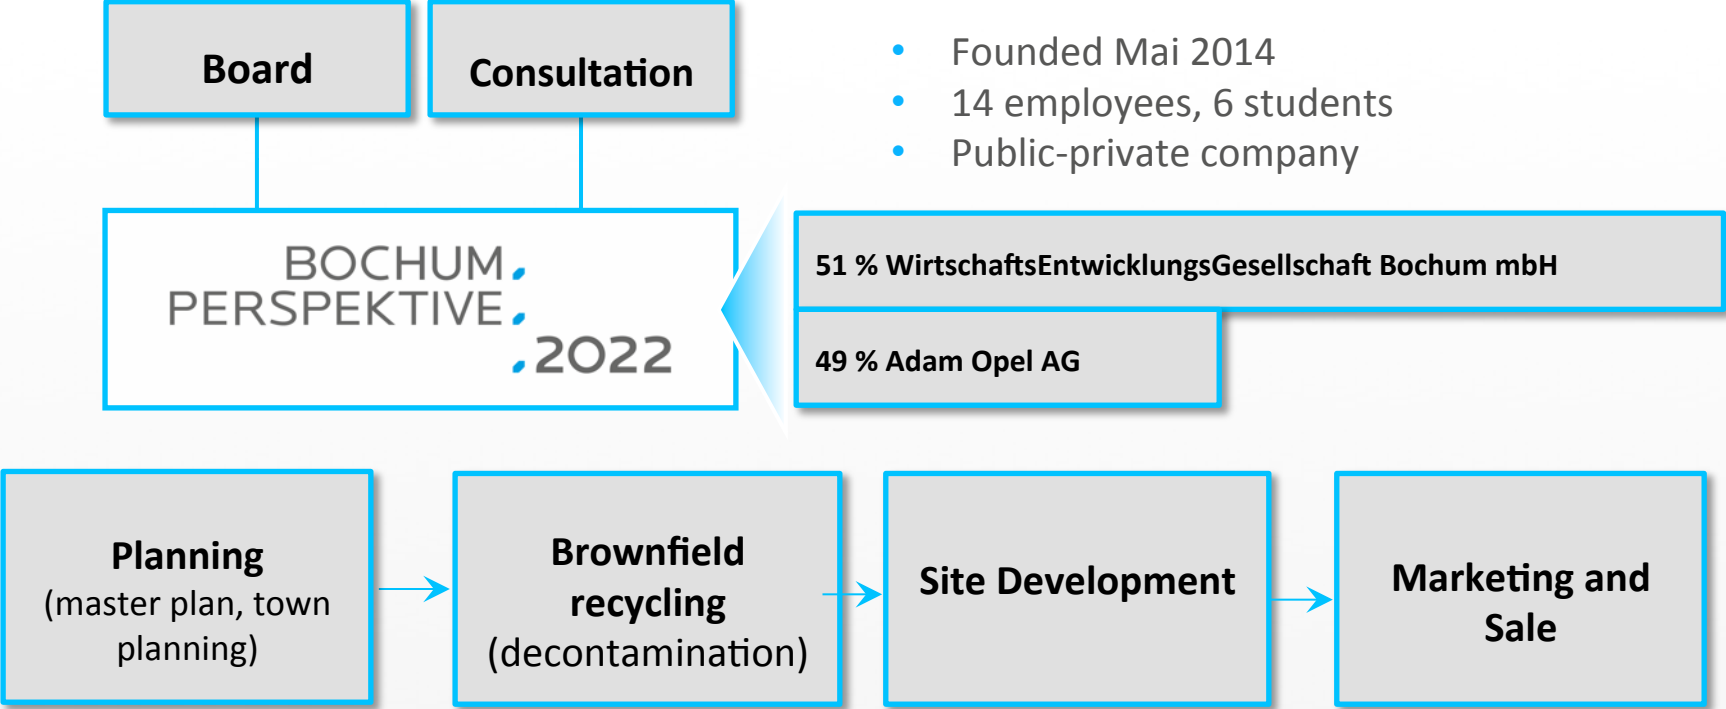 Board
Consultation
• Founded Mai 2014
• 14 employees, 6 students
• Public-private company
BOCHUM
PERSPEKTIVE
2022
51 % WirtschaftsEntwicklungsGesellschaft Bochum mbH
49 % Adam Opel AG
Planning
(master plan, town
planning)
Brownfield
recycling
(decontamination)
Site Development
Marketing and
Sale